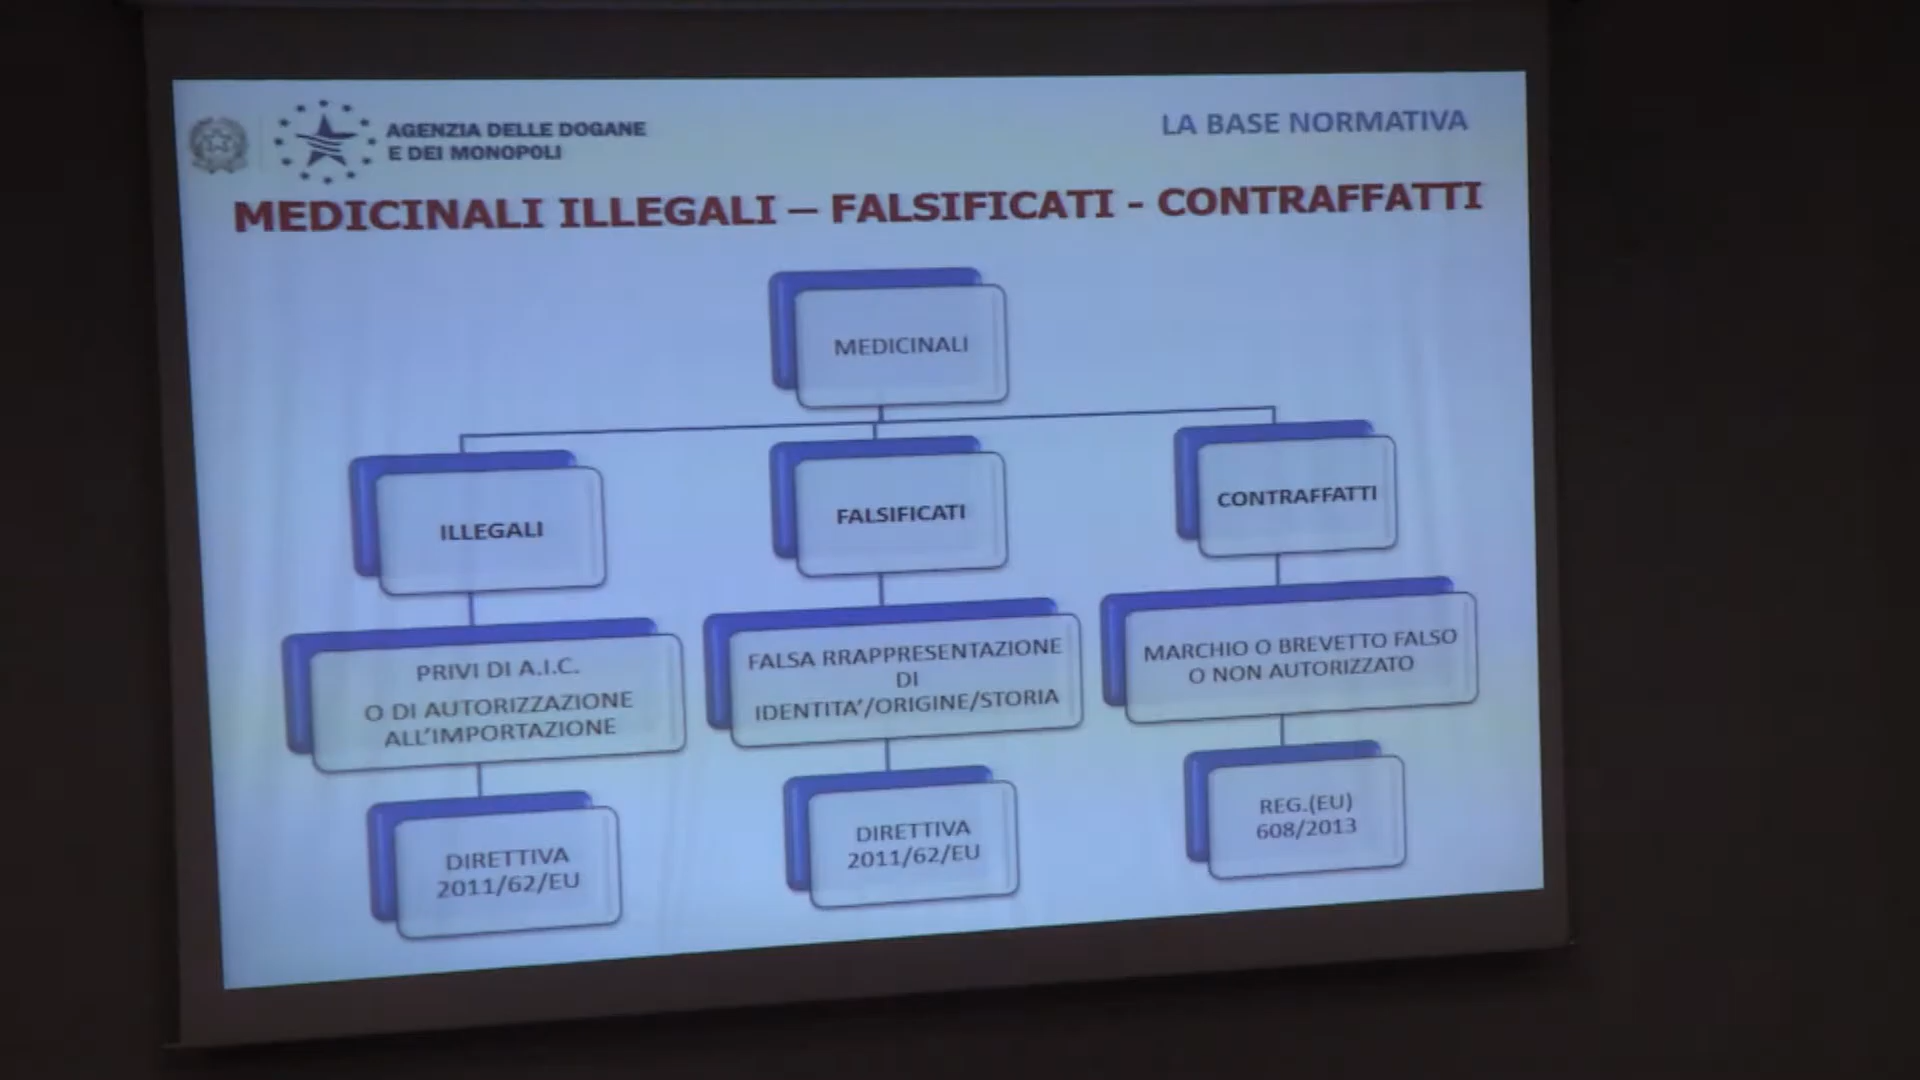 AGENZIA DELLE DOGANE
E DEI MONOPOLI
LA BASE NORMATIVA
MEDICINALI ILLEGALI – FALSIFICATI - CONTRAFFATTI
MEDICINALI
ILLEGALI
FALSIFICATI
CONTRAFFATTI
PRIVI DI A.I.C.
O DI AUTORIZZAZIONE
ALL'IMPORTAZIONE
FALSA RRAPPRESENTAZIONE
DI
IDENTITA'/ORIGINE/STORIA
MARCHIO O BREVETTO FALSO
O NON AUTORIZZATO
DIRETTIVA
2011/62/EU
DIRETTIVA
2011/62/EU
REG.(EU)
608/2013